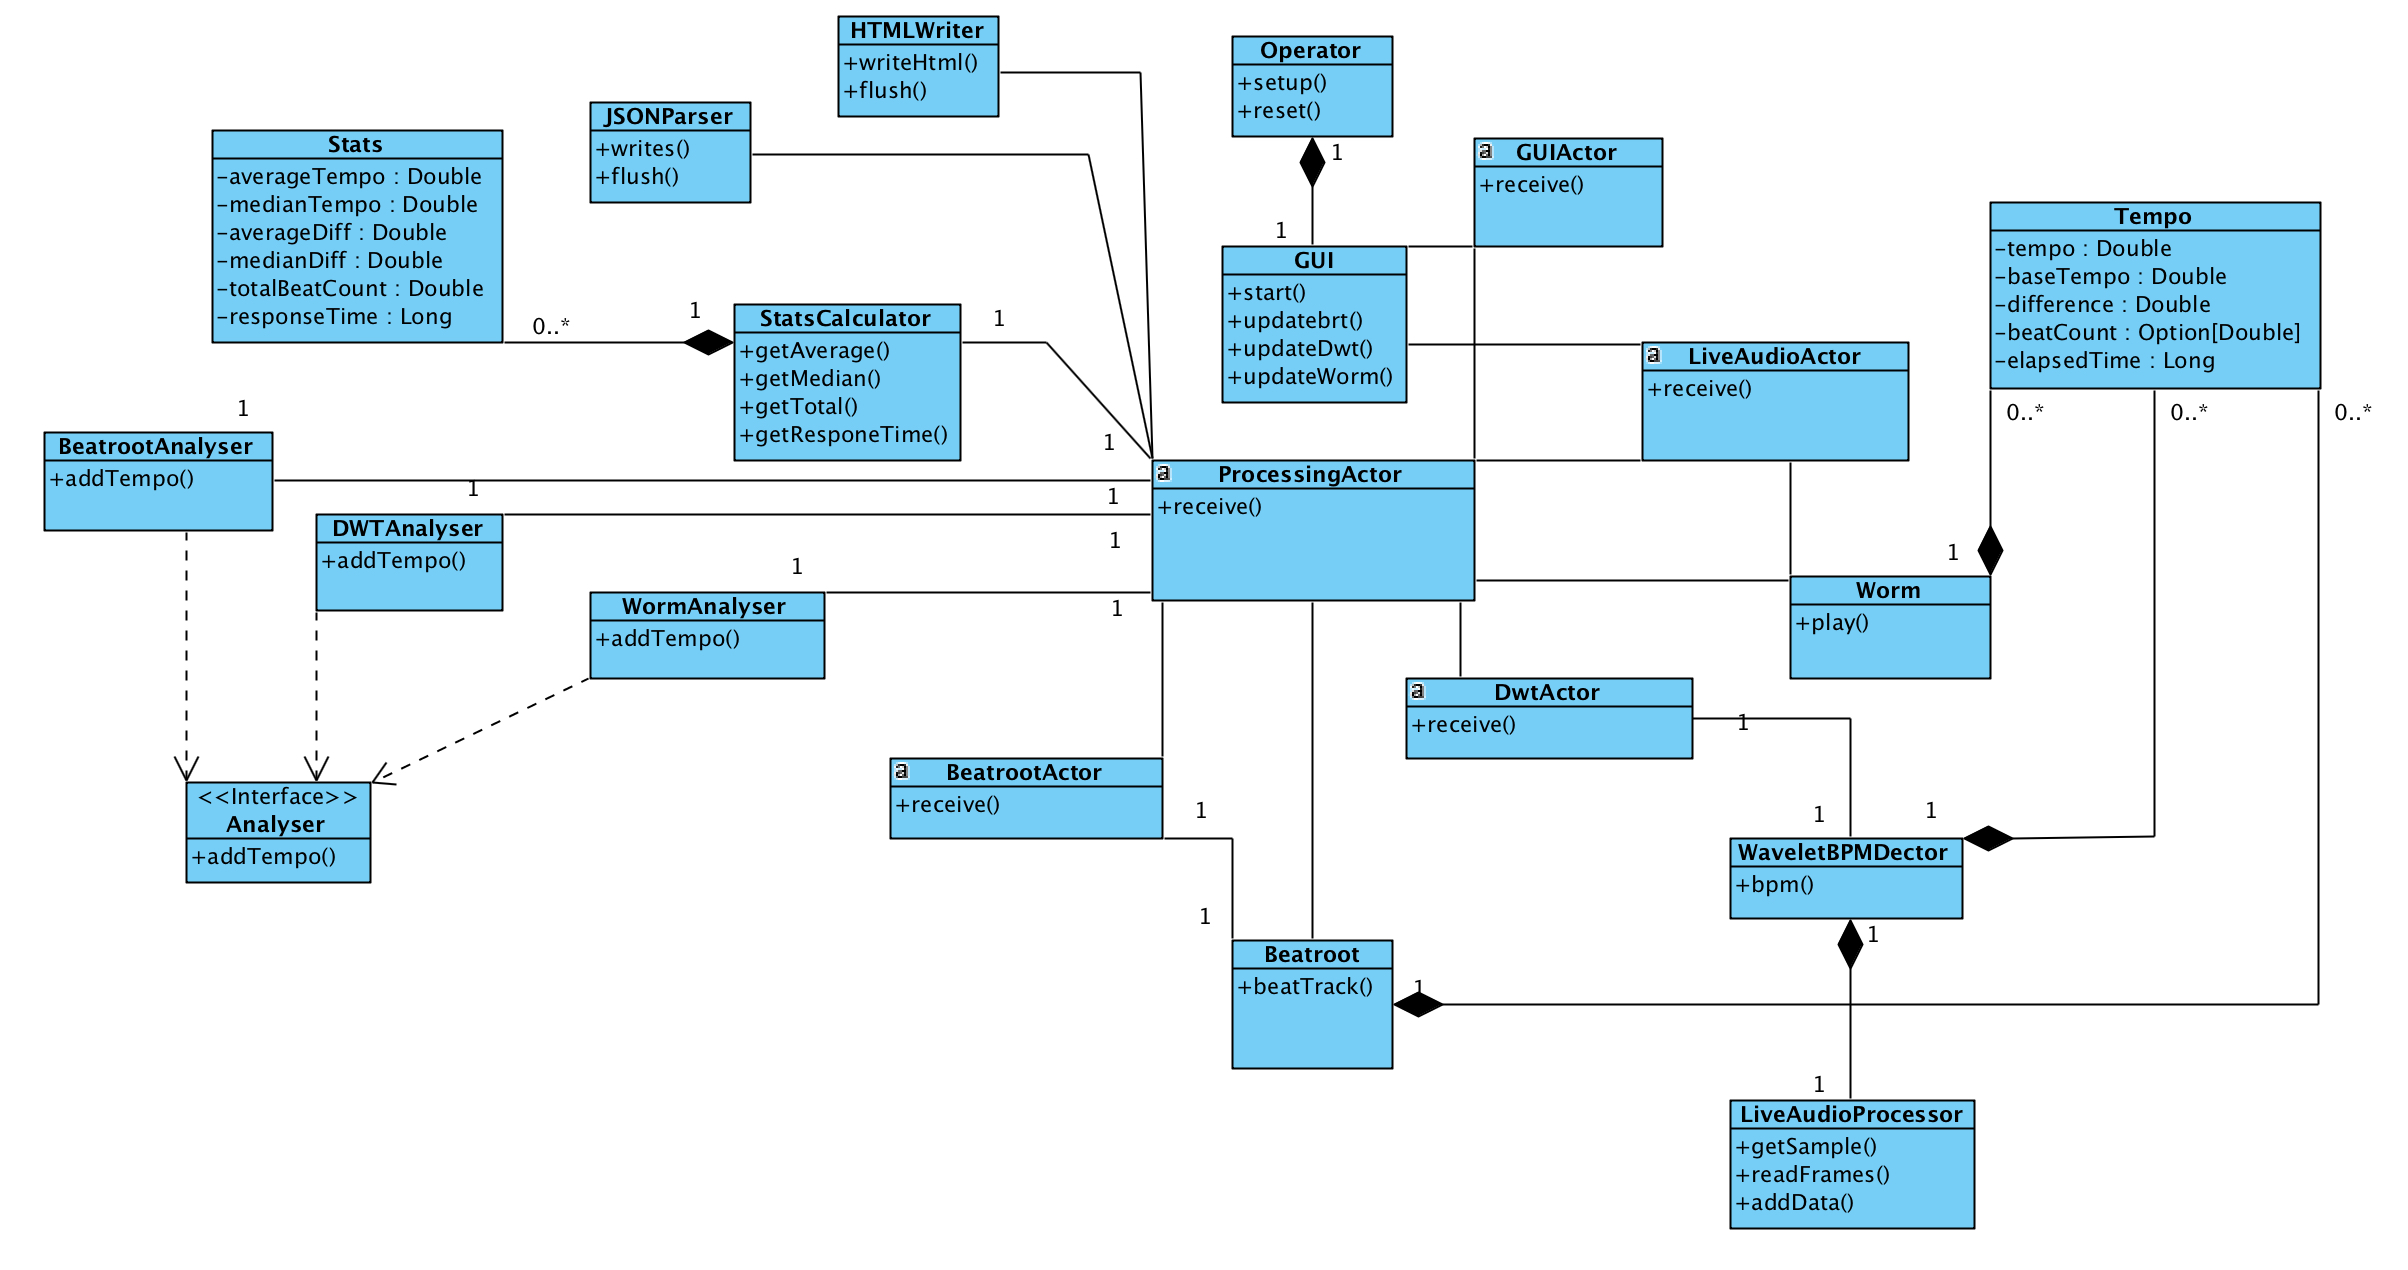 HTMLWriter
+writeHtml()
+flush()
Operator
+setup()
+reset()
JSONParser
+writes()
+flush()
Stats
-averageTempo : Double
-medianTempo : Double
-averageDiff : Double
-medianDiff : Double
-totalBeatCount : Double
-responseTime : Long
1
a GUIActor
+receive()
1
GUI
+start()
+updatebrt()
+updateDwt()
+updateWorm()
Tempo
-tempo : Double
-baseTempo : Double
-difference : Double
-beatCount : Option[Double]
-elapsedTime : Long
0..*
1
StatsCalculator
+getAverage()
+getMedian()
+getTotal()
+getResponeTime()
1
a LiveAudioActor
+receive()
1
0..*
0..*
0..*
BeatrootAnalyser
+addTempo()
1
1
1
a ProcessingActor
+receive()
DWTAnalyser
+addTempo()
1
1
1
1
WormAnalyser
+addTempo()
Worm
+play()
a DwtActor
+receive()
1
a BeatrootActor
+receive()
<<Interface>>
Analyser
+addTempo()
1
1
1
WaveletBPMDector
+bpm()
1
1
Beatroot
+beatTrack()
1
1
LiveAudioProcessor
+getSample()
+readFrames()
+addData()